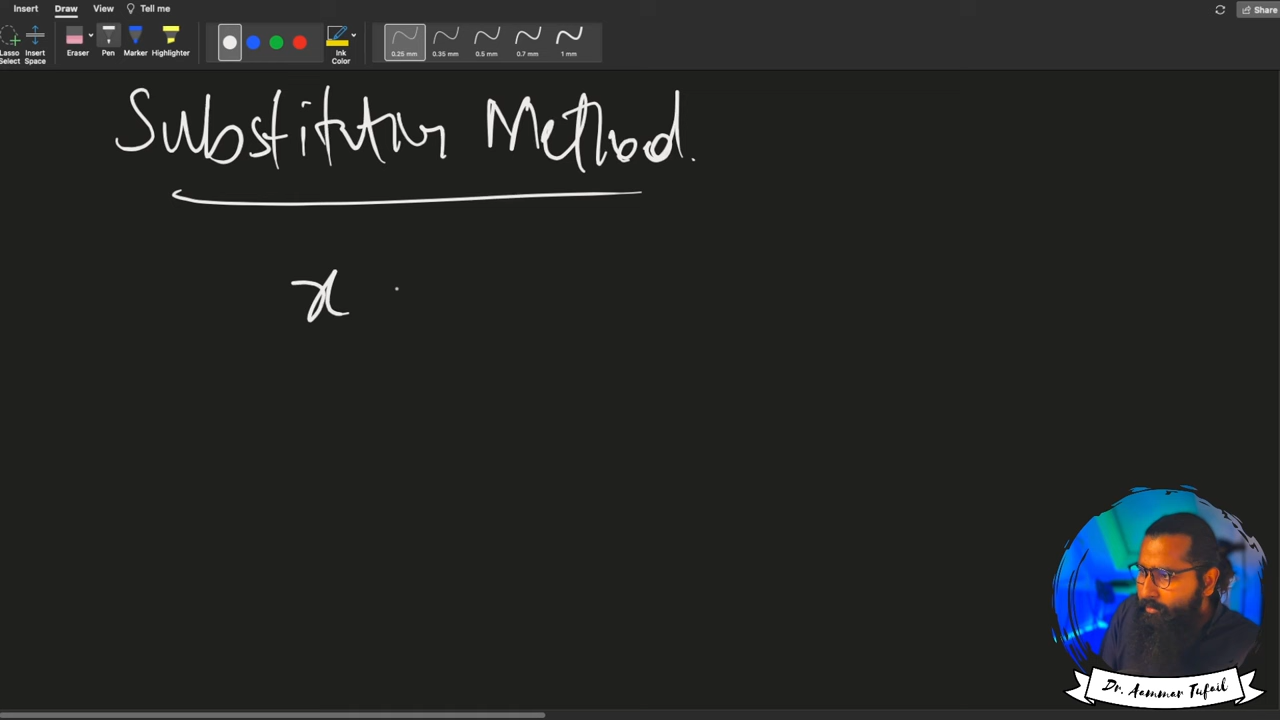 Insert Draw View Tell me Share
Lasso Select Insert Space Eraser Pen Marker Highlighter Ink Color 0.25 mm 0.35 mm 0.5 mm 0.7 mm 1 mm
Substitution Method.
x
Dr. Aammar Tufail